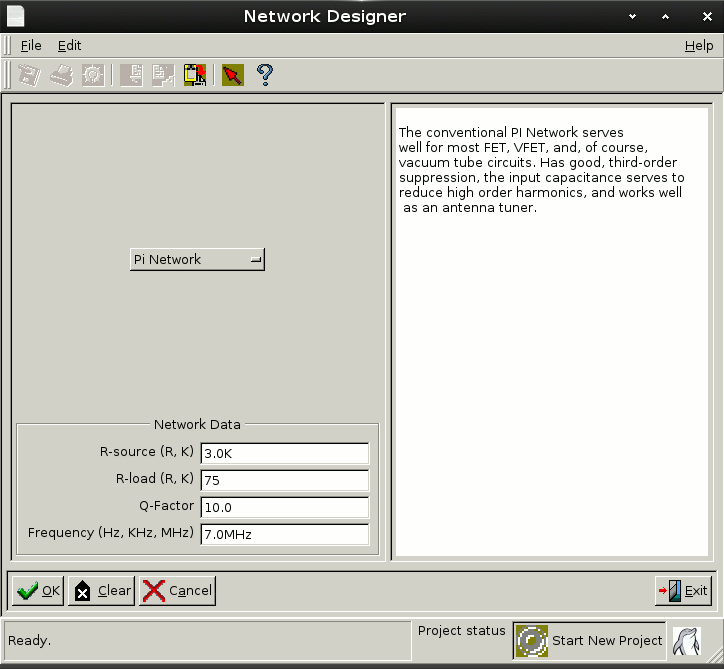 Network Designer
File Edit Help
Pi Network
The conventional PI Network serves
well for most FET, VFET, and, of course,
vacuum tube circuits. Has good, third-order
suppression, the input capacitance serves to
reduce high order harmonics, and works well
as an antenna tuner.
Network Data
R-source (R, K) 3.0K
R-load (R, K) 75
Q-Factor 10.0
Frequency (Hz, KHz, MHz) 7.0MHz
OK Clear Cancel Exit
Ready. Project status Start New Project